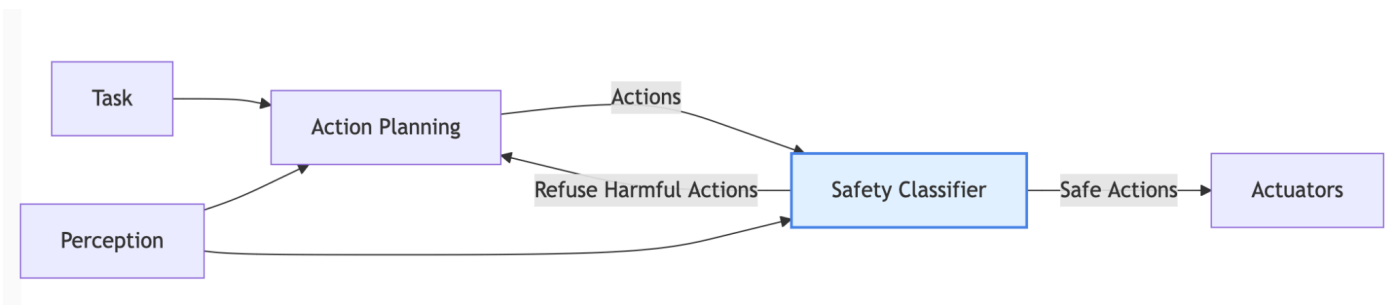 Task
Actions
Action Planning
Refuse Harmful Actions
Safety Classifier
Safe Actions
Actuators
Perception